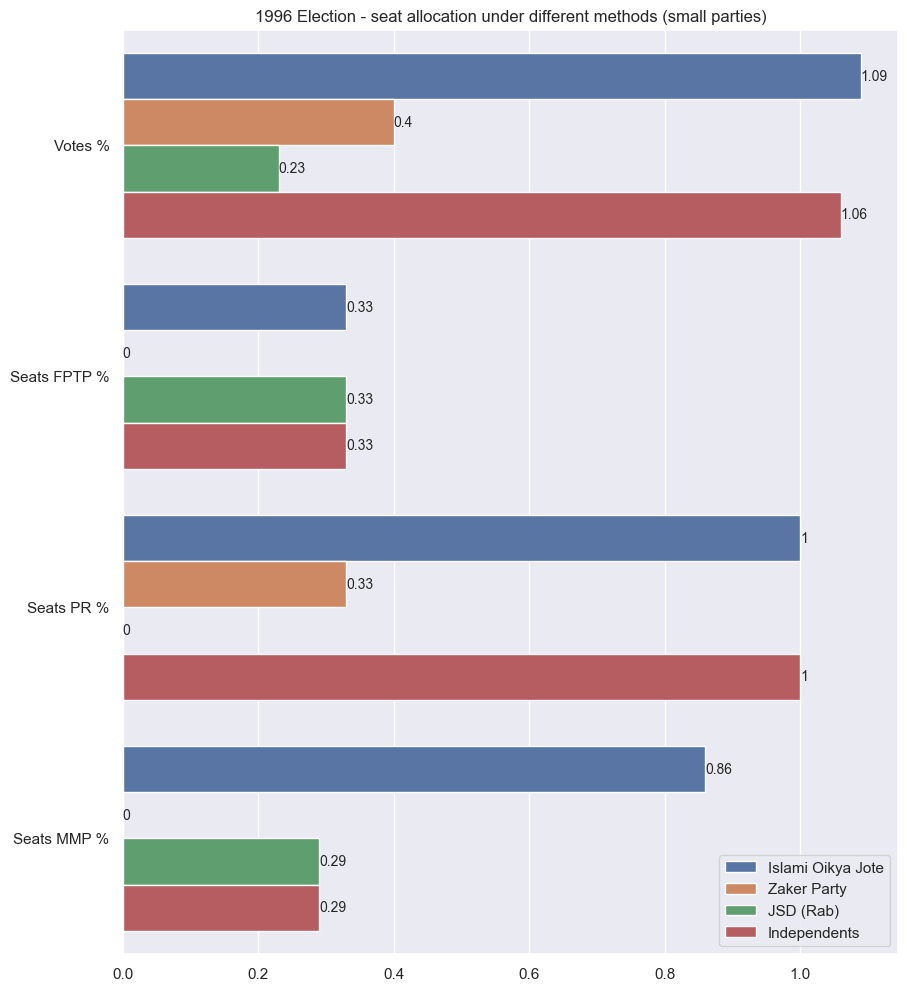 1996 Election - seat allocation under different methods (small parties)
Votes %
1.09
0.4
0.23
1.06
Seats FPTP %
0.33
0
0.33
0.33
Seats PR %
1
0.33
0
1
Seats MMP %
0.86
0
0.29
0.29
Islami Oikya Jote
Zaker Party
JSD (Rab)
Independents
0.0 0.2 0.4 0.6 0.8 1.0